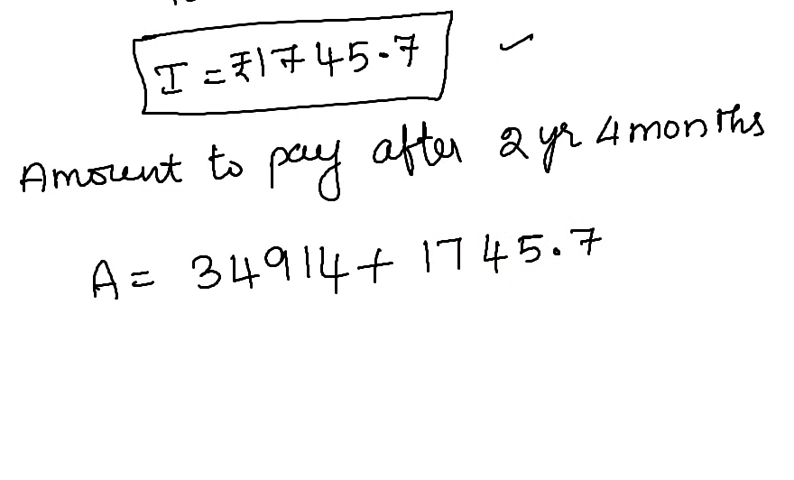 I = ₹1745.7
Amount to pay after 2 yr 4 months
A = 34914 + 1745.7